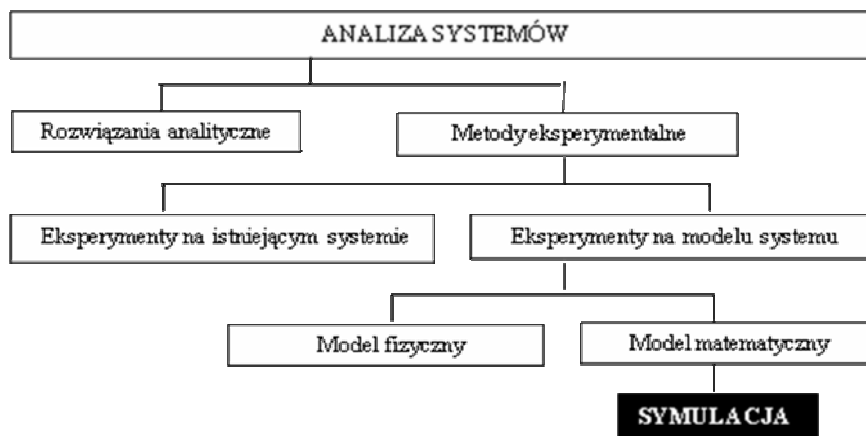 ANALIZA SYSTEMÓW
Rozwiązania analityczne
Metody eksperymentalne
Eksperymenty na istniejącym systemie
Eksperymenty na modelu systemu
Model fizyczny
Model matematyczny
SYMULACJA